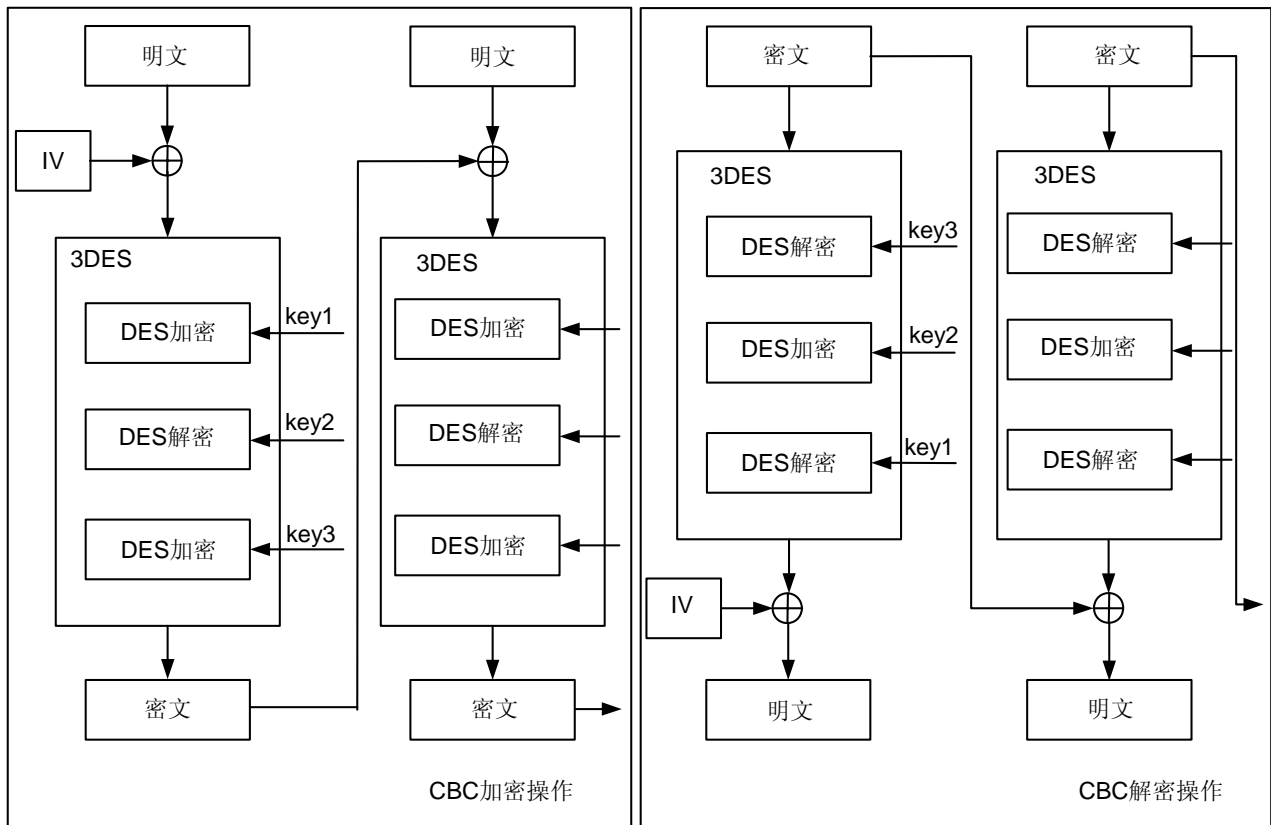 明文
明文
IV
3DES
3DES
DES加密
key1
DES加密
DES解密
key2
DES解密
DES加密
key3
DES加密
密文
密文
CBC加密操作
密文
密文
3DES
3DES
DES解密
key3
DES解密
DES加密
key2
DES加密
DES解密
key1
DES解密
IV
明文
明文
CBC解密操作